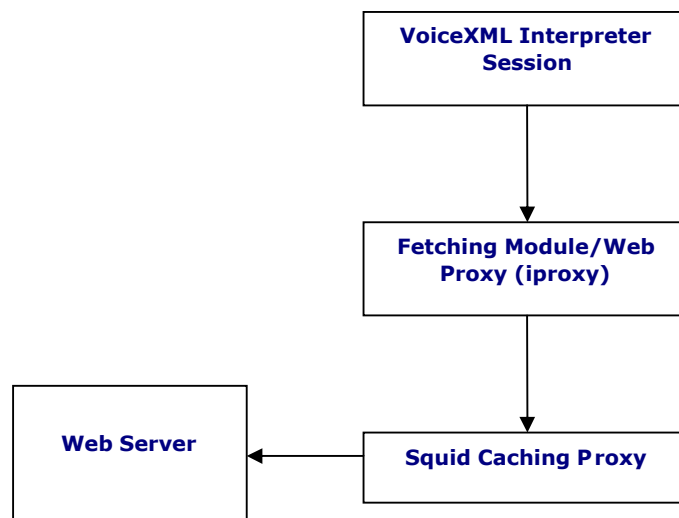 VoiceXML Interpreter
Session
Fetching Module/Web
Proxy (iproxy)
Web Server
Squid Caching Proxy